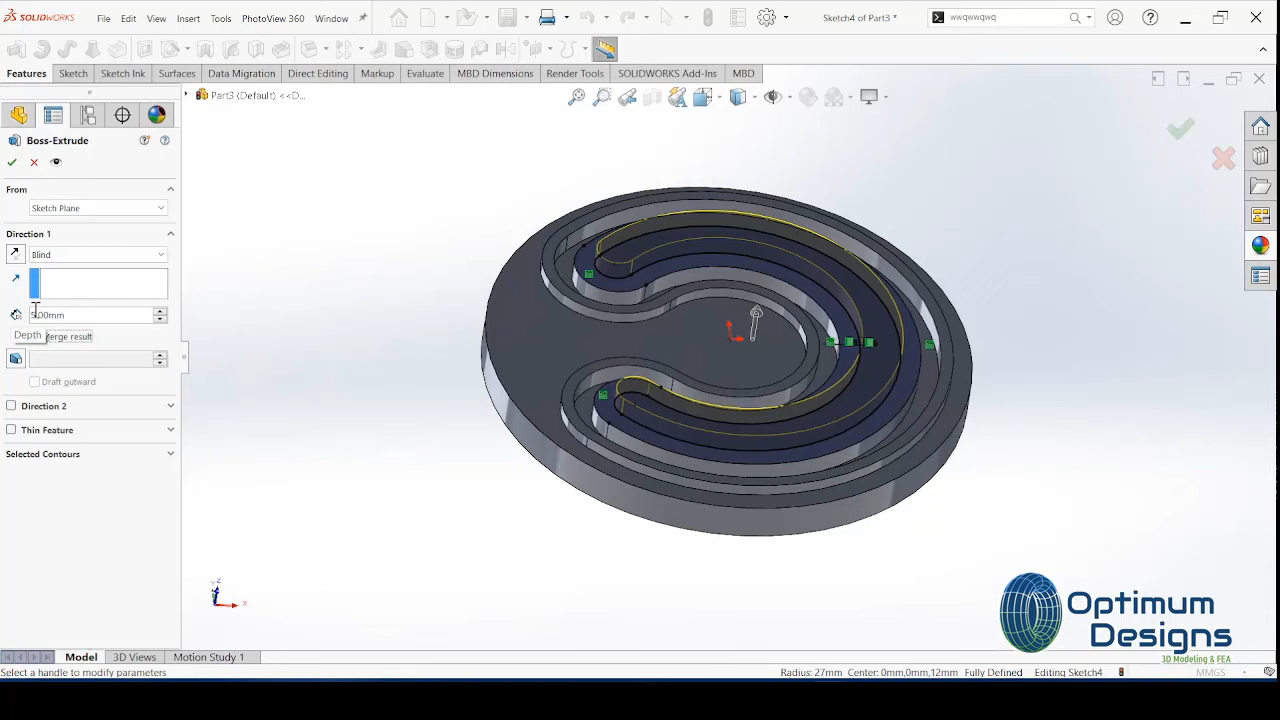 SOLIDWORKS File Edit View Insert Tools PhotoView 360 Window
Sketch4 of Part3 *
wwqwwqwq
Features Sketch Sketch Ink Surfaces Data Migration Direct Editing Markup Evaluate MBD Dimensions Render Tools SOLIDWORKS Add-Ins MBD
Part3 (Default) <<D...
Boss-Extrude
From
Sketch Plane
Direction 1
Blind
5.00mm
Depth
erge result
Draft outward
Direction 2
Thin Feature
Selected Contours
Z
X
Optimum
Designs
3D Modeling & FEA
Model 3D Views Motion Study 1
Select a handle to modify parameters Radius: 27mm Center: 0mm,0mm,12mm Fully Defined Editing Sketch4 MMGS